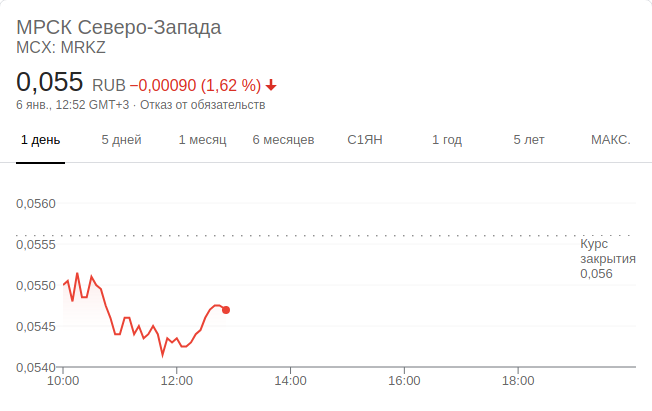 МРСК Северо-Запада
MCX: MRKZ
0,055 RUB −0,00090 (1,62 %)
6 янв., 12:52 GMT+3 · Отказ от обязательств
1 день 5 дней 1 месяц 6 месяцев С1ЯН 1 год 5 лет МАКС.
0,0560
0,0555
0,0550
0,0545
0,0540
Курс
закрытия
0,056
10:00 12:00 14:00 16:00 18:00